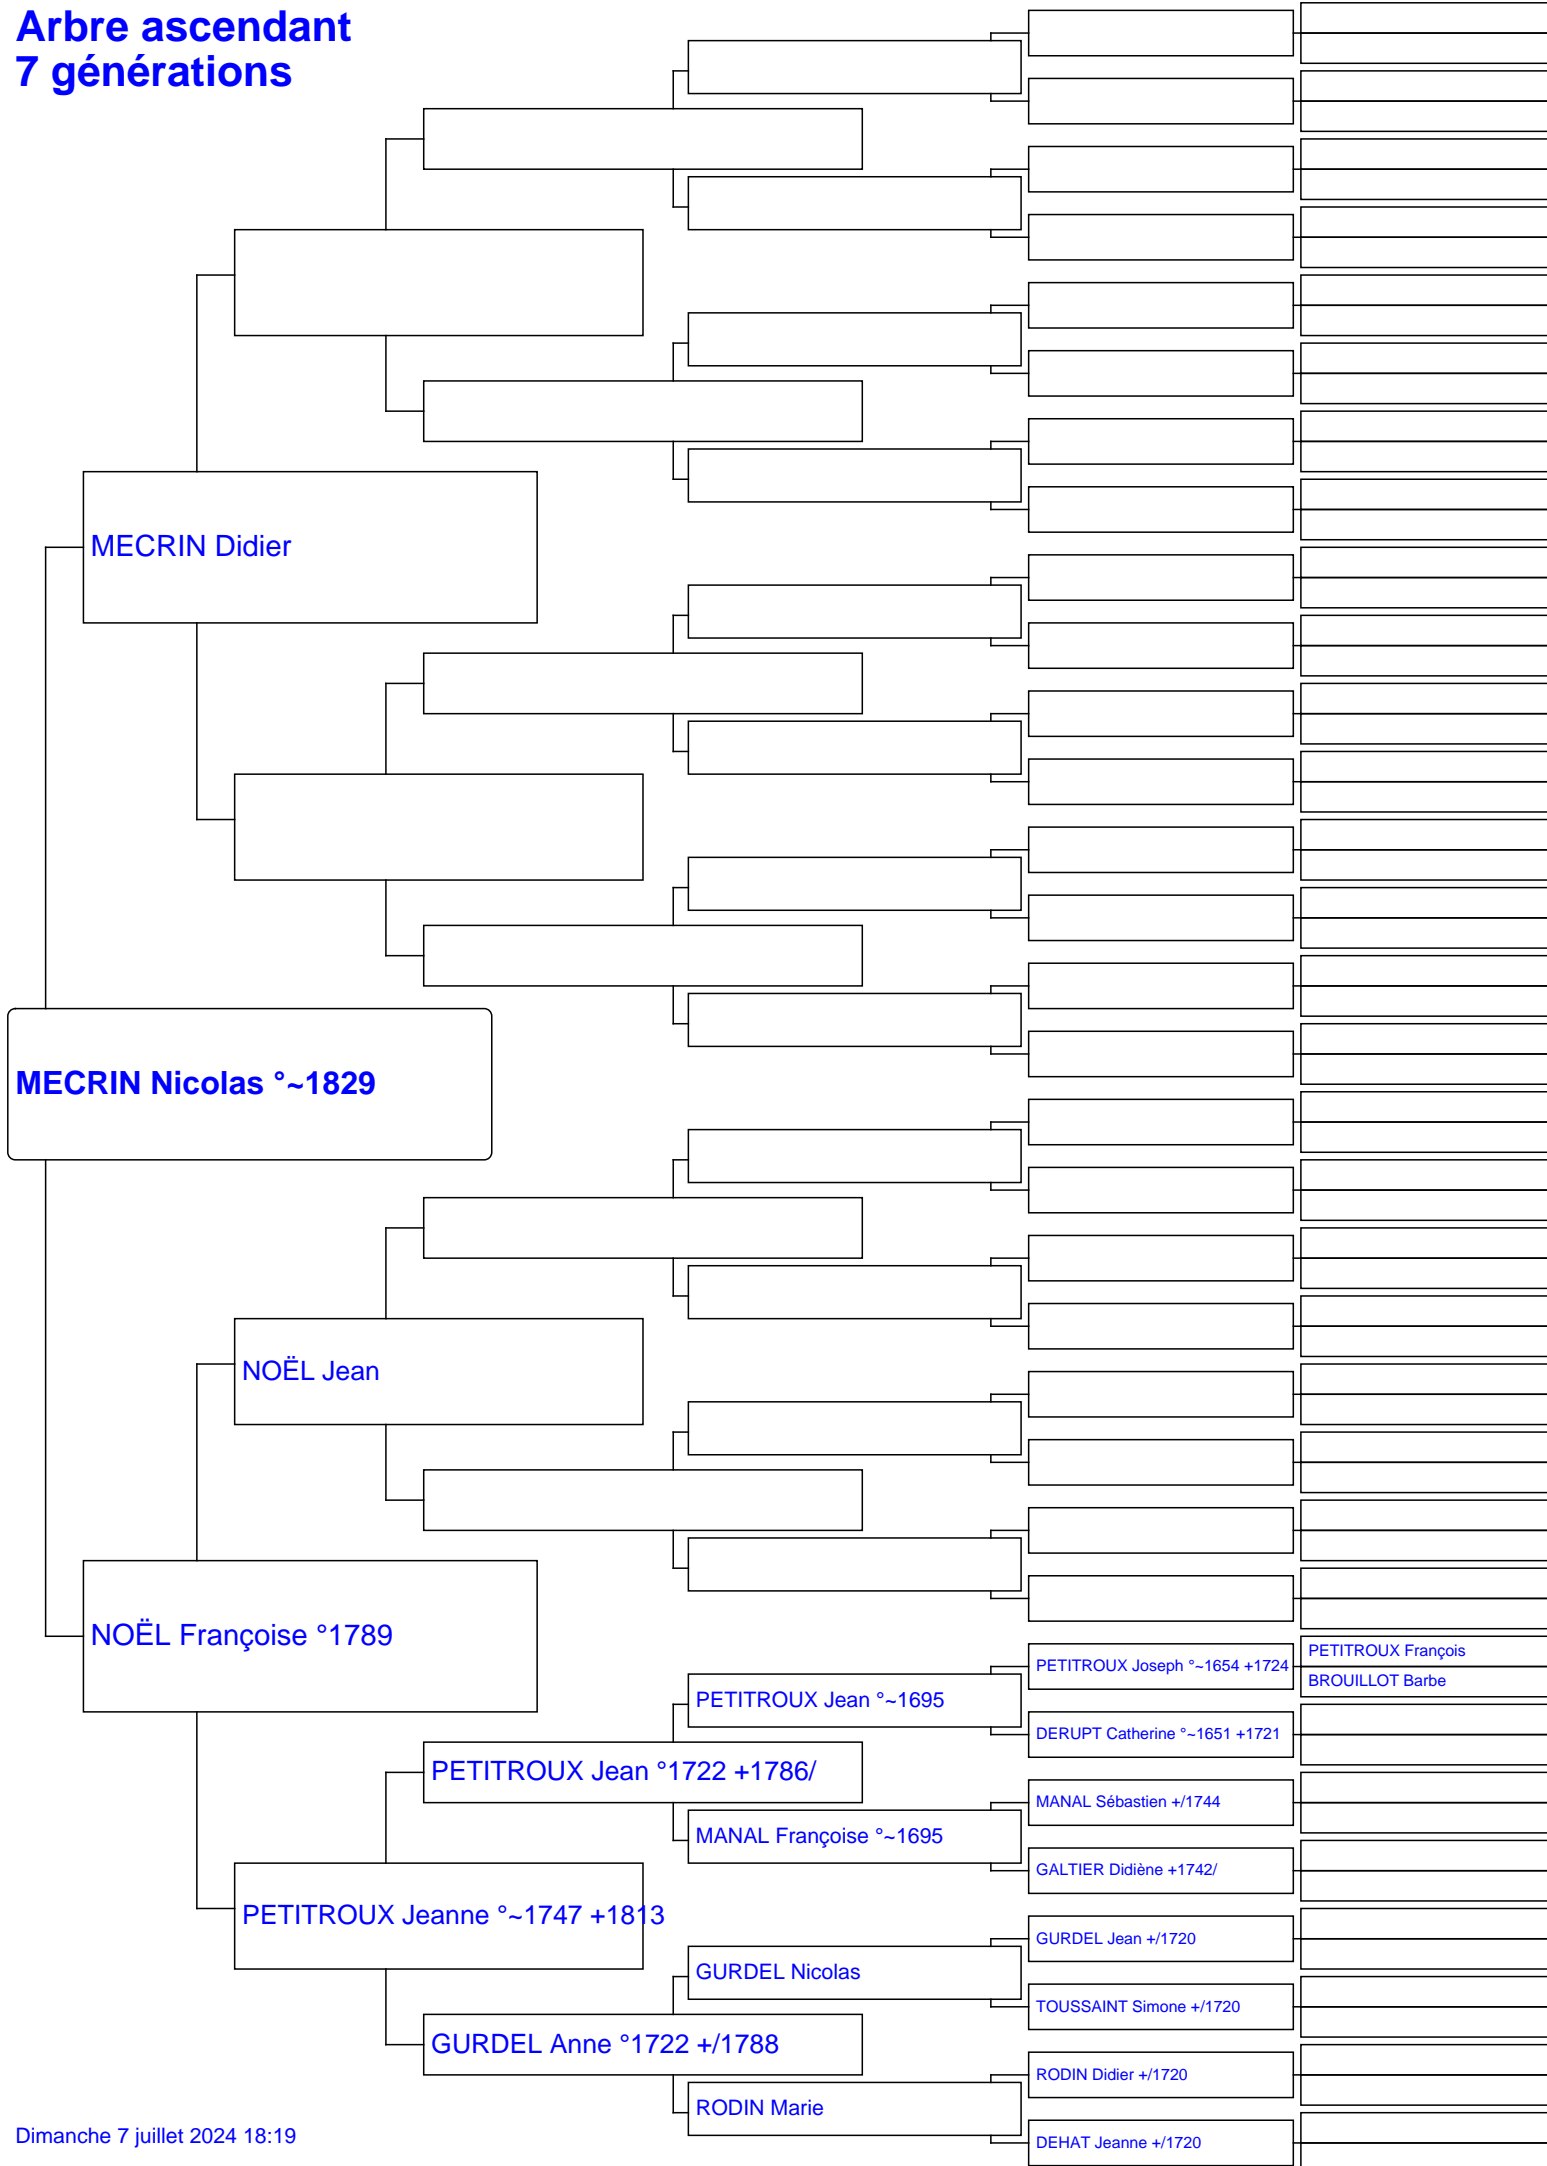 Arbre ascendant
7 générations
MECRIN Didier
MECRIN Nicolas °~1829
NOËL Jean
NOËL Françoise °1789
PETITROUX Joseph °~1654 +1724
PETITROUX François
BROUILLOT Barbe
PETITROUX Jean °~1695
DERUPT Catherine °~1651 +1721
PETITROUX Jean °1722 +1786/
MANAL Sébastien +/1744
MANAL Françoise °~1695
GALTIER Didiène +1742/
PETITROUX Jeanne °~1747 +1813
GURDEL Jean +/1720
GURDEL Nicolas
TOUSSAINT Simone +/1720
GURDEL Anne °1722 +/1788
RODIN Didier +/1720
RODIN Marie
DEHAT Jeanne +/1720
Dimanche 7 juillet 2024 18:19